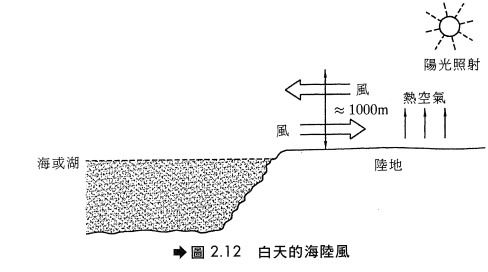 陽光照射
風
熱空氣
≈ 1000m
風
海或湖
陸地
➡ 圖 2.12 白天的海陸風